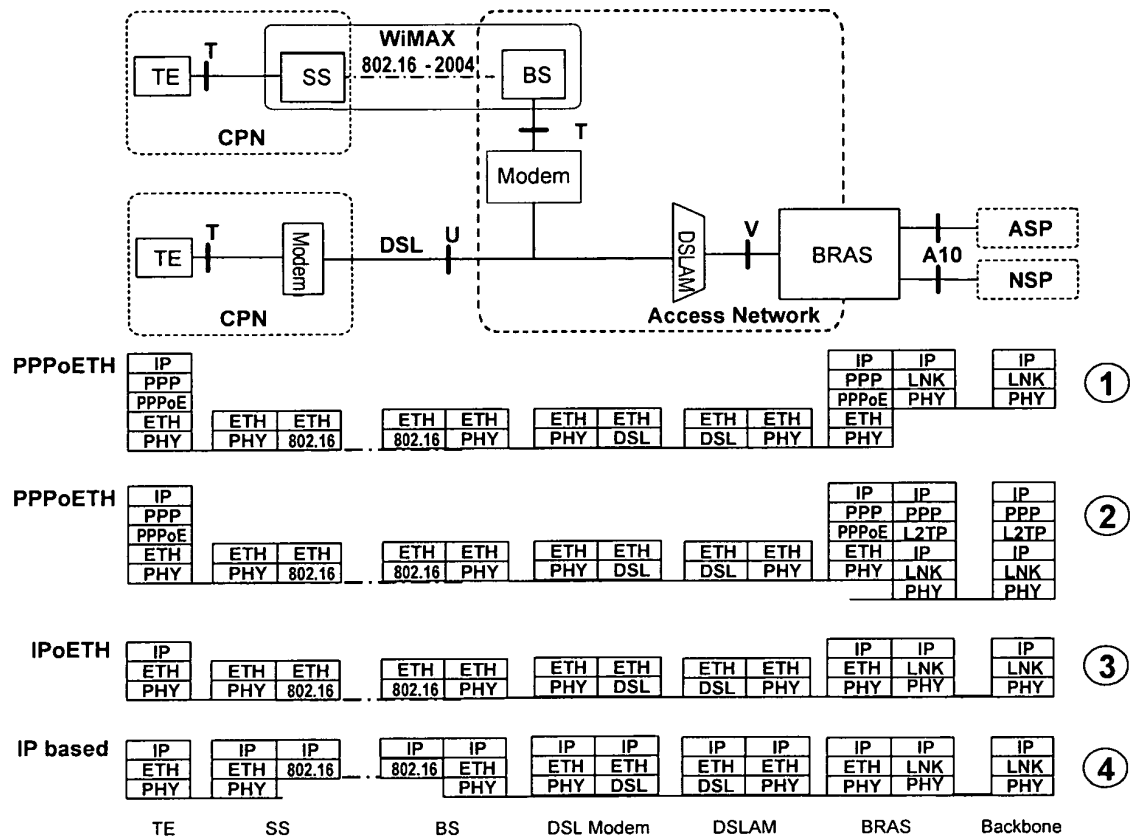 WiMAX
802.16 - 2004
TE
T
SS
BS
CPN
T
Modem
TE
T
Modem
DSL
U
DSLAM
V
BRAS
A10
ASP
NSP
CPN
Access Network
PPPoETH
IP IP IP IP
PPP PPP LNK LNK
PPPoE PPPoE PHY PHY
ETH ETH ETH ETH ETH ETH ETH ETH ETH ETH
PHY PHY 802.16 802.16 PHY PHY DSL DSL PHY PHY
1
PPPoETH
IP IP IP IP
PPP PPP PPP PPP
PPPoE PPPoE L2TP L2TP
ETH ETH ETH ETH ETH ETH ETH ETH ETH ETH IP IP
PHY PHY 802.16 802.16 PHY PHY DSL DSL PHY PHY LNK LNK
PHY PHY
2
IPoETH
IP IP IP IP
ETH ETH ETH ETH ETH ETH ETH ETH ETH ETH LNK LNK
PHY PHY 802.16 802.16 PHY PHY DSL DSL PHY PHY PHY PHY
3
IP based
IP IP IP IP IP IP IP IP IP IP IP IP
ETH ETH 802.16 802.16 ETH ETH ETH ETH ETH ETH LNK LNK
PHY PHY PHY PHY DSL DSL PHY PHY PHY PHY
4
TE SS BS DSL Modem DSLAM BRAS Backbone